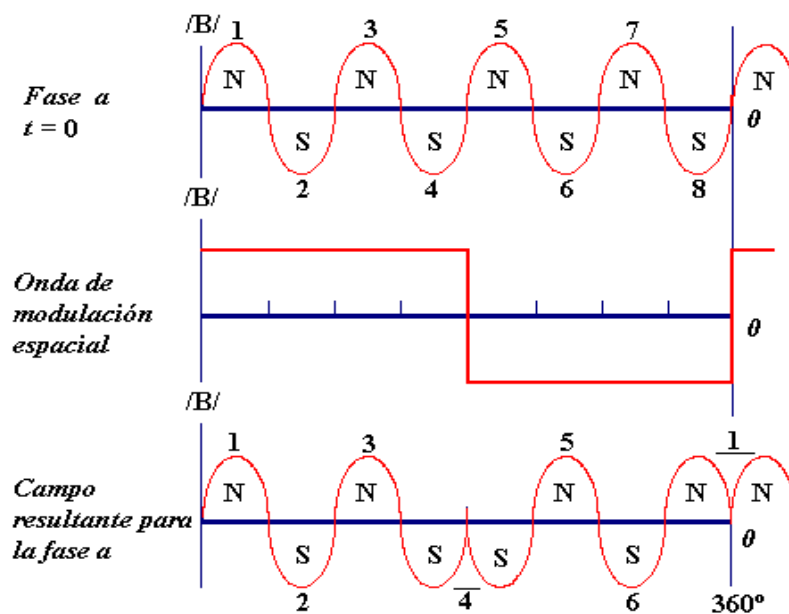 /B/
1 3 5 7
N N N N N
Fase a
t = 0
θ
S S S S
2 4 6 8
/B/
Onda de
modulación
espacial
θ
/B/
1 3 5 1
N N N N N
Campo
resultante para
la fase a
θ
S S S S
2 4 6 360º